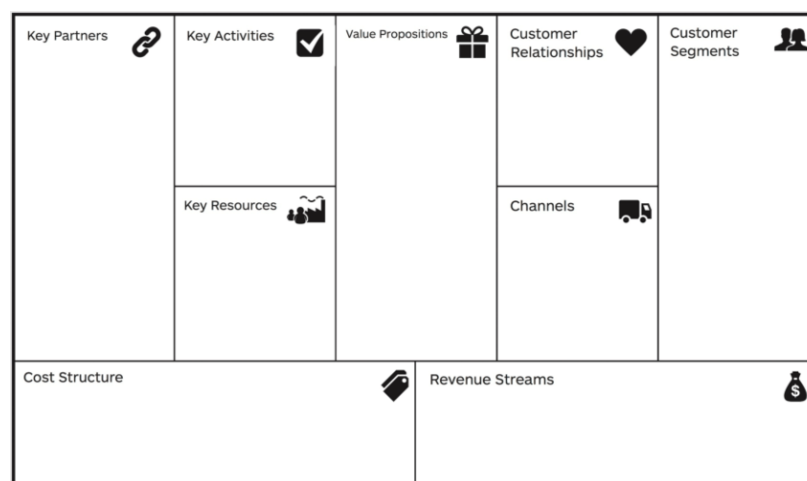 Key Partners
Key Activities
Value Propositions
Customer
Relationships
Customer
Segments
Key Resources
Channels
Cost Structure
Revenue Streams
$